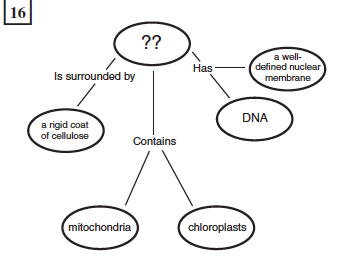 16
??
Is surrounded by
Has
a well-
defined nuclear
membrane
DNA
a rigid coat
of cellulose
Contains
mitochondria
chloroplasts